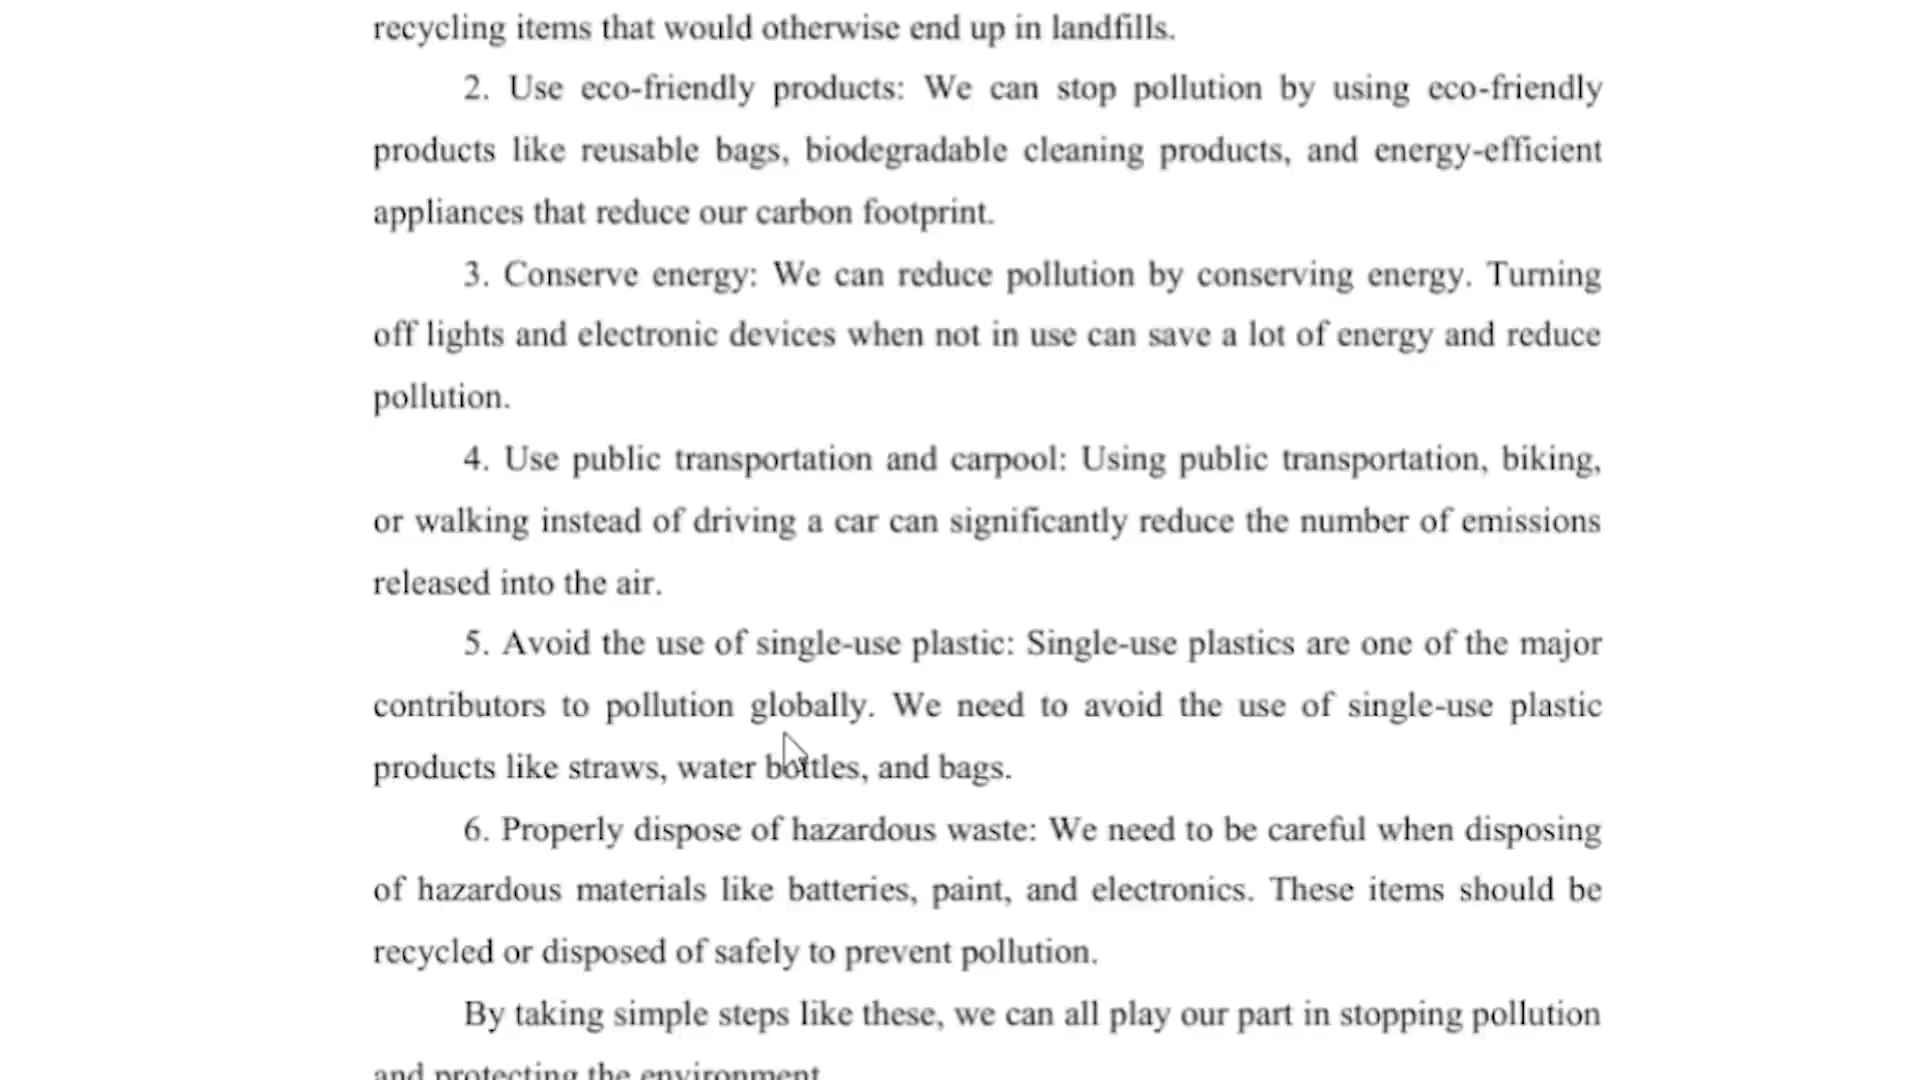 recycling items that would otherwise end up in landfills.
2. Use eco-friendly products: We can stop pollution by using eco-friendly
products like reusable bags, biodegradable cleaning products, and energy-efficient
appliances that reduce our carbon footprint.
3. Conserve energy: We can reduce pollution by conserving energy. Turning
off lights and electronic devices when not in use can save a lot of energy and reduce
pollution.
4. Use public transportation and carpool: Using public transportation, biking,
or walking instead of driving a car can significantly reduce the number of emissions
released into the air.
5. Avoid the use of single-use plastic: Single-use plastics are one of the major
contributors to pollution globally. We need to avoid the use of single-use plastic
products like straws, water bottles, and bags.
6. Properly dispose of hazardous waste: We need to be careful when disposing
of hazardous materials like batteries, paint, and electronics. These items should be
recycled or disposed of safely to prevent pollution.
By taking simple steps like these, we can all play our part in stopping pollution
and protecting the environment